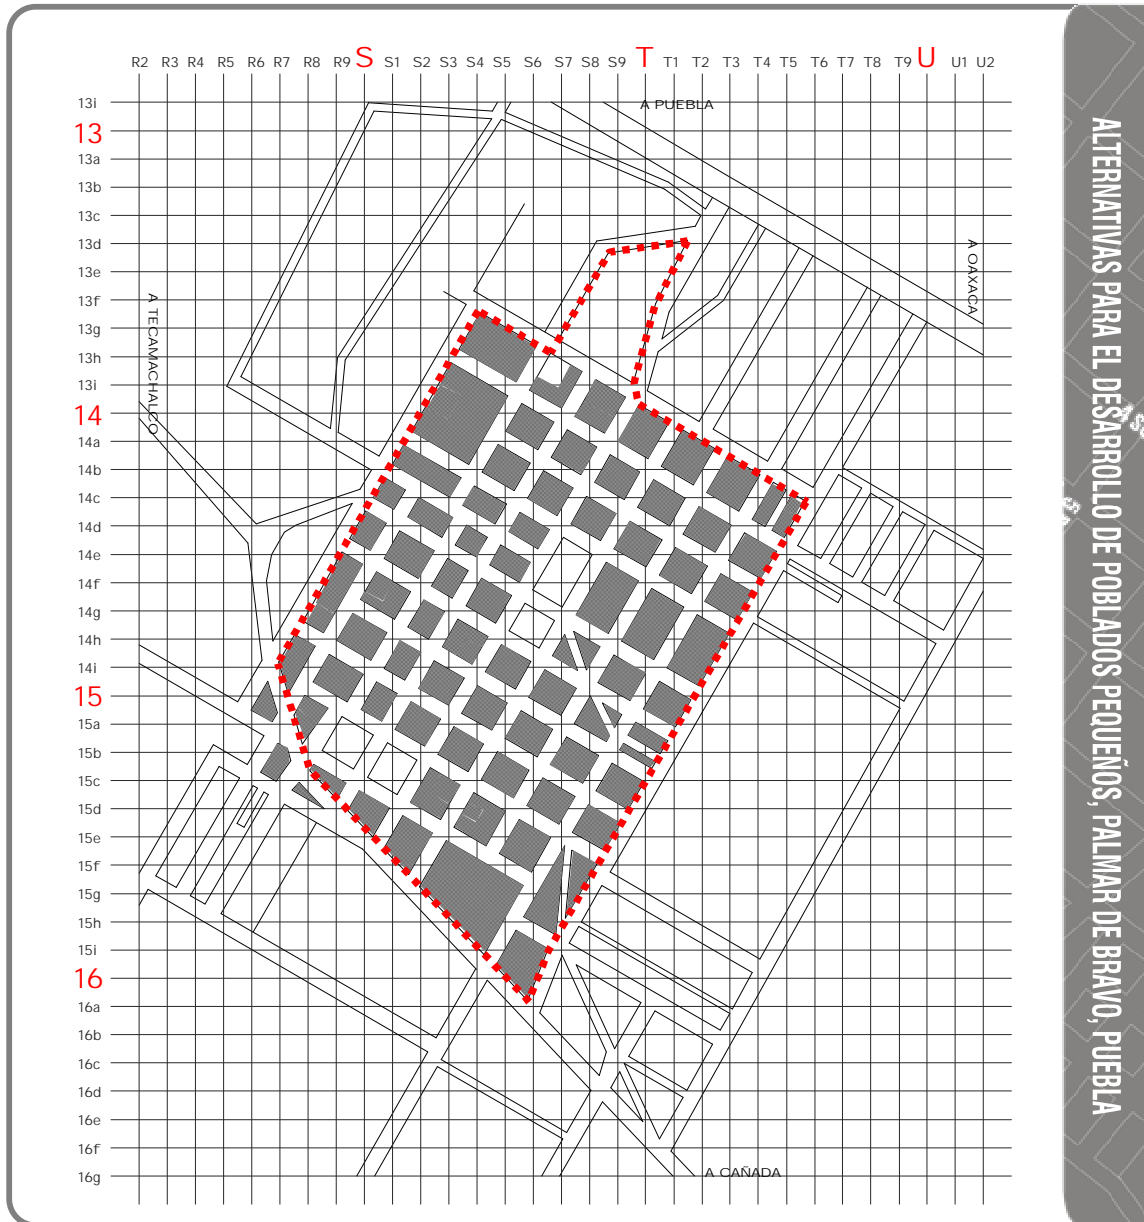 R2 R3 R4 R5 R6 R7 R8 R9 S S1 S2 S3 S4 S5 S6 S7 S8 S9 T T1 T2 T3 T4 T5 T6 T7 T8 T9 U U1 U2
13i
A PUEBLA
13
13a
13b
13c
13d
13e
13f
13g
13h
13i
14
14a
14b
14c
14d
14e
14f
14g
14h
14i
15
15a
15b
15c
15d
15e
15f
15g
15h
15i
16
16a
16b
16c
16d
16e
16f
16g
A TECAMACHALCO
A OAXACA
A CAÑADA
ALTERNATIVAS PARA EL DESARROLLO DE POBLADOS PEQUEÑOS, PALMAR DE BRAVO, PUEBLA